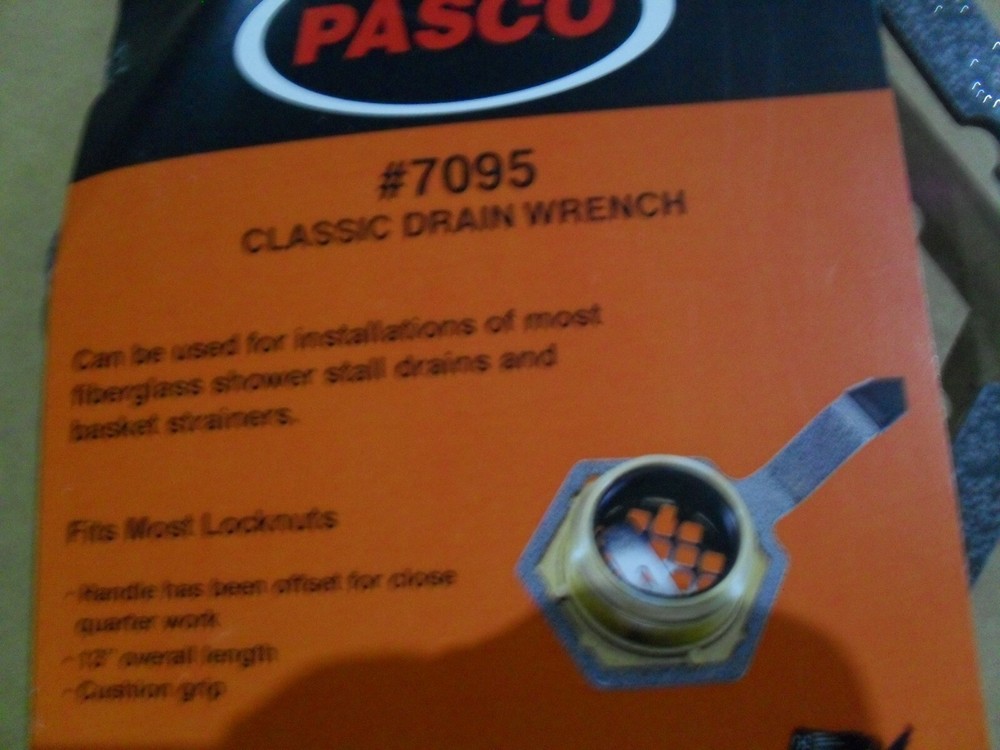 PASCO
#7095
CLASSIC DRAIN WRENCH
Can be used for installations of most
fiberglass shower stall drains and
basket strainers.
Fits Most Locknuts
- Handle has been offset for close
quarter work
- overall length
- Cushion grip